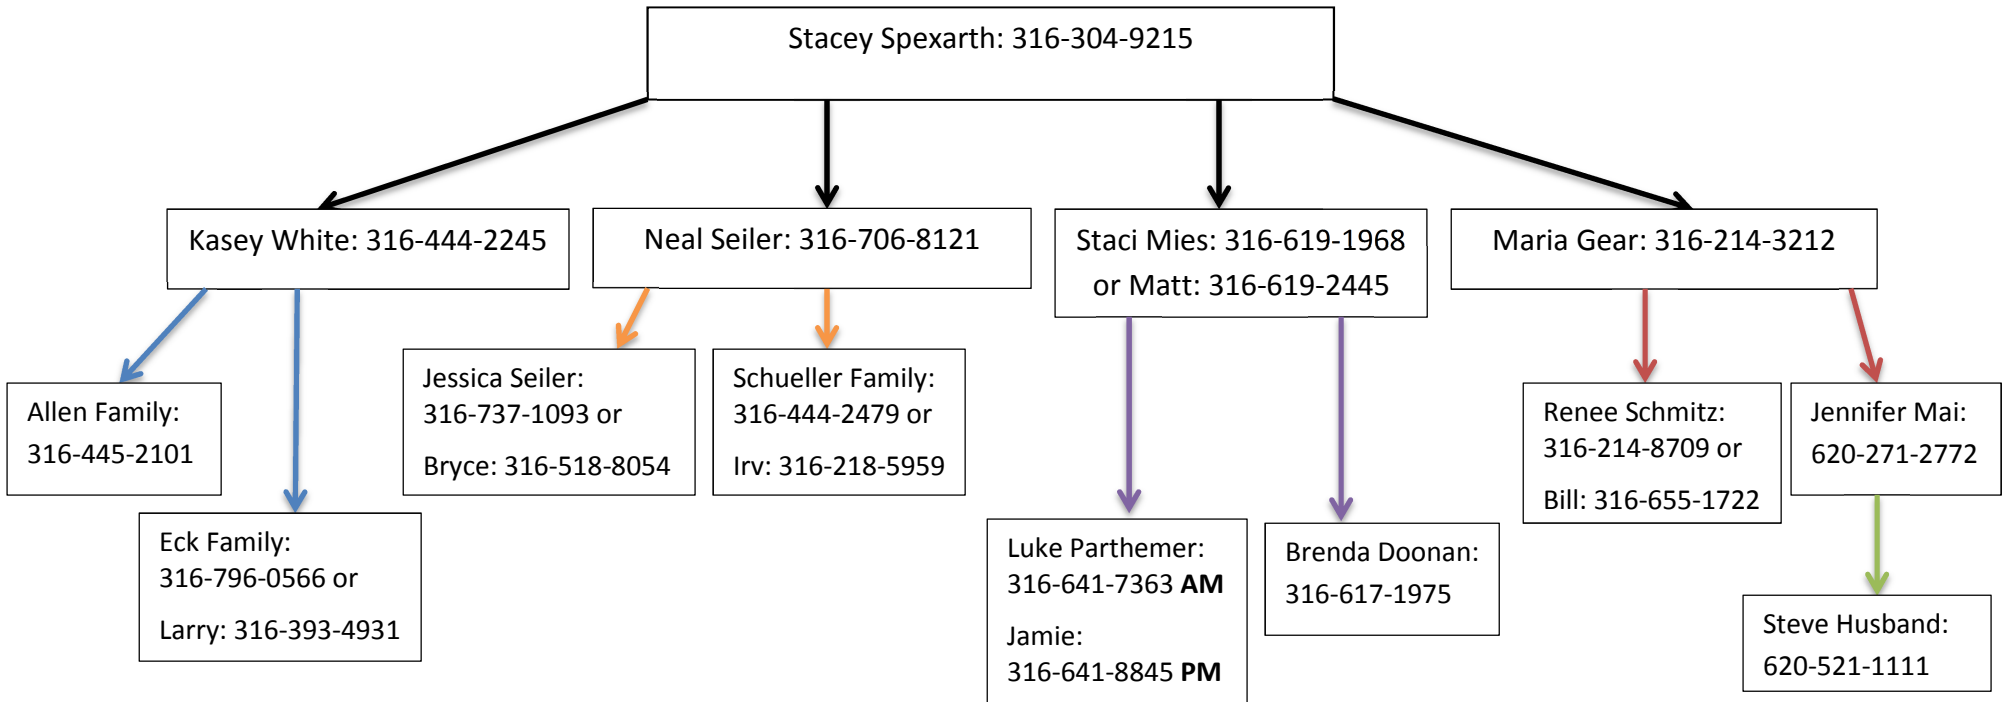 Stacey Spexarth: 316-304-9215
Kasey White: 316-444-2245
Neal Seiler: 316-706-8121
Staci Mies: 316-619-1968
or Matt: 316-619-2445
Maria Gear: 316-214-3212
Allen Family:
316-445-2101
Eck Family:
316-796-0566 or
Larry: 316-393-4931
Jessica Seiler:
316-737-1093 or
Bryce: 316-518-8054
Schueller Family:
316-444-2479 or
Irv: 316-218-5959
Luke Parthemer:
316-641-7363 AM
Jamie:
316-641-8845 PM
Brenda Doonan:
316-617-1975
Renee Schmitz:
316-214-8709 or
Bill: 316-655-1722
Jennifer Mai:
620-271-2772
Steve Husband:
620-521-1111